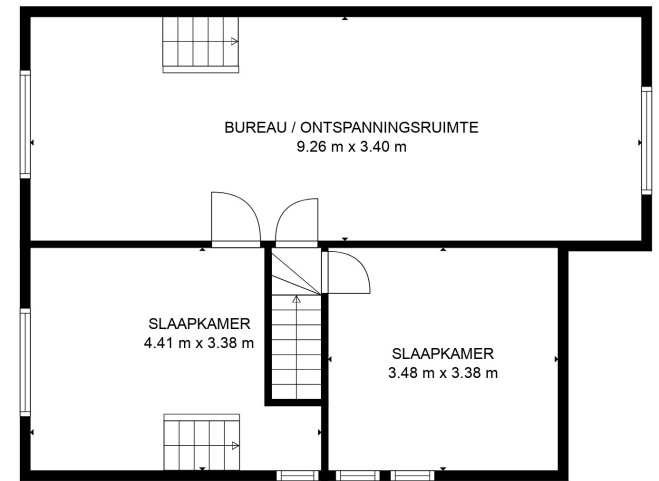 BUREAU / ONTSPANNINGSRUIMTE
9.26 m x 3.40 m
SLAAPKAMER
4.41 m x 3.38 m
SLAAPKAMER
3.48 m x 3.38 m